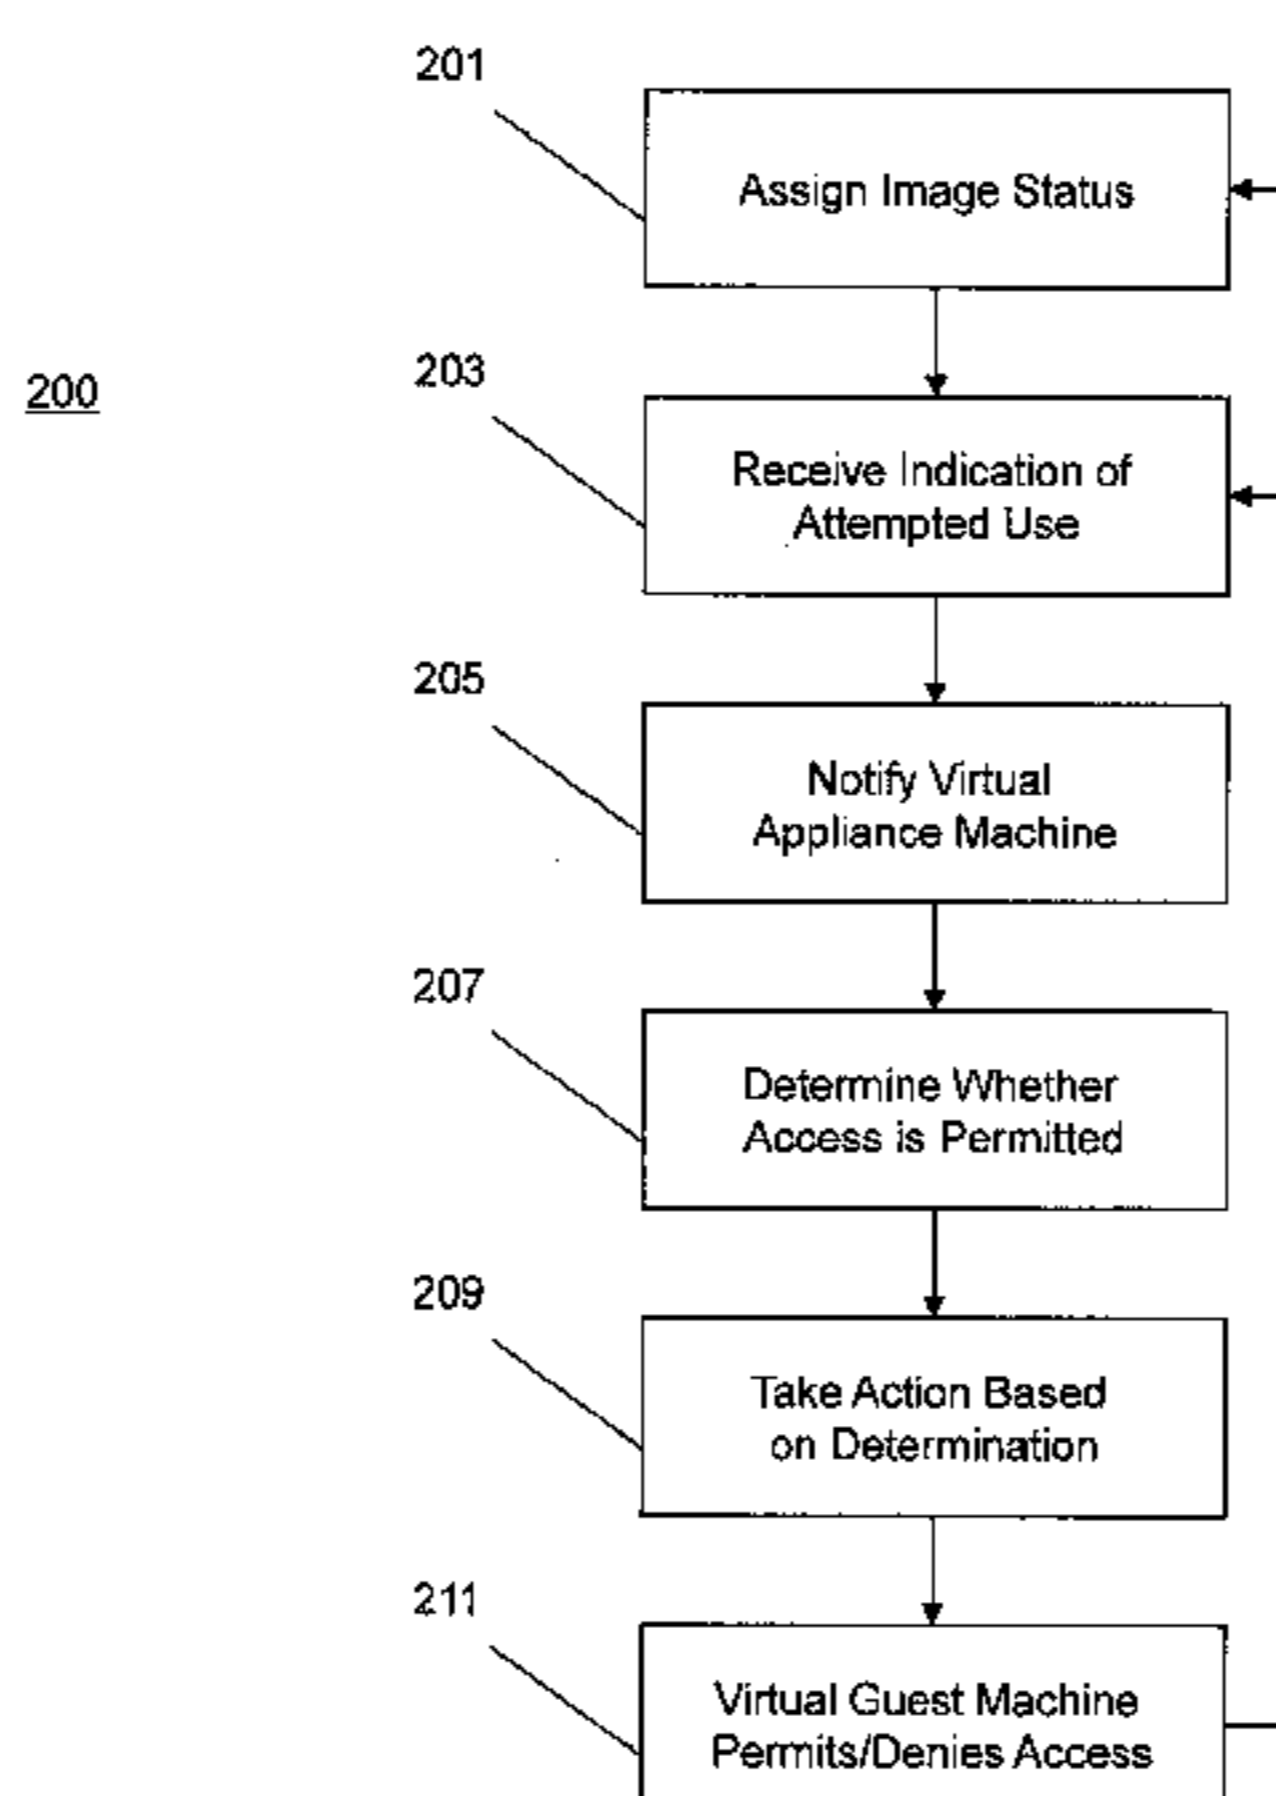 201
Assign Image Status
200
203
Receive Indication of
Attempted Use
205
Notify Virtual
Appliance Machine
207
Determine Whether
Access is Permitted
209
Take Action Based
on Determination
211
Virtual Guest Machine
Permits/Denies Access